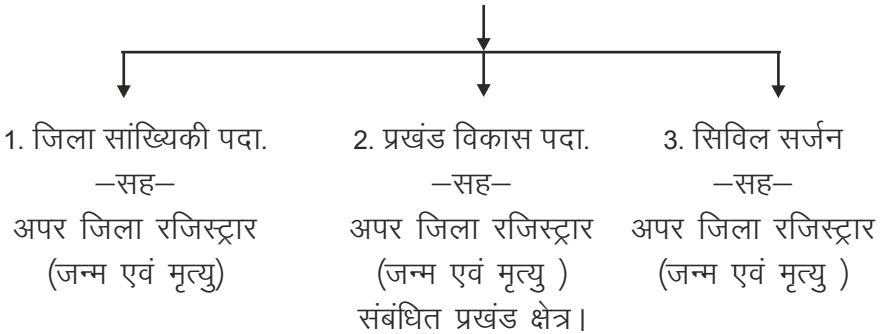 1. जिला सांख्यिकी पदा.
–सह–
अपर जिला रजिस्ट्रार
(जन्म एवं मृत्यु)
2. प्रखंड विकास पदा.
–सह–
अपर जिला रजिस्ट्रार
(जन्म एवं मृत्यु )
संबंधित प्रखंड क्षेत्र।
3. सिविल सर्जन
–सह–
अपर जिला रजिस्ट्रार
(जन्म एवं मृत्यु )